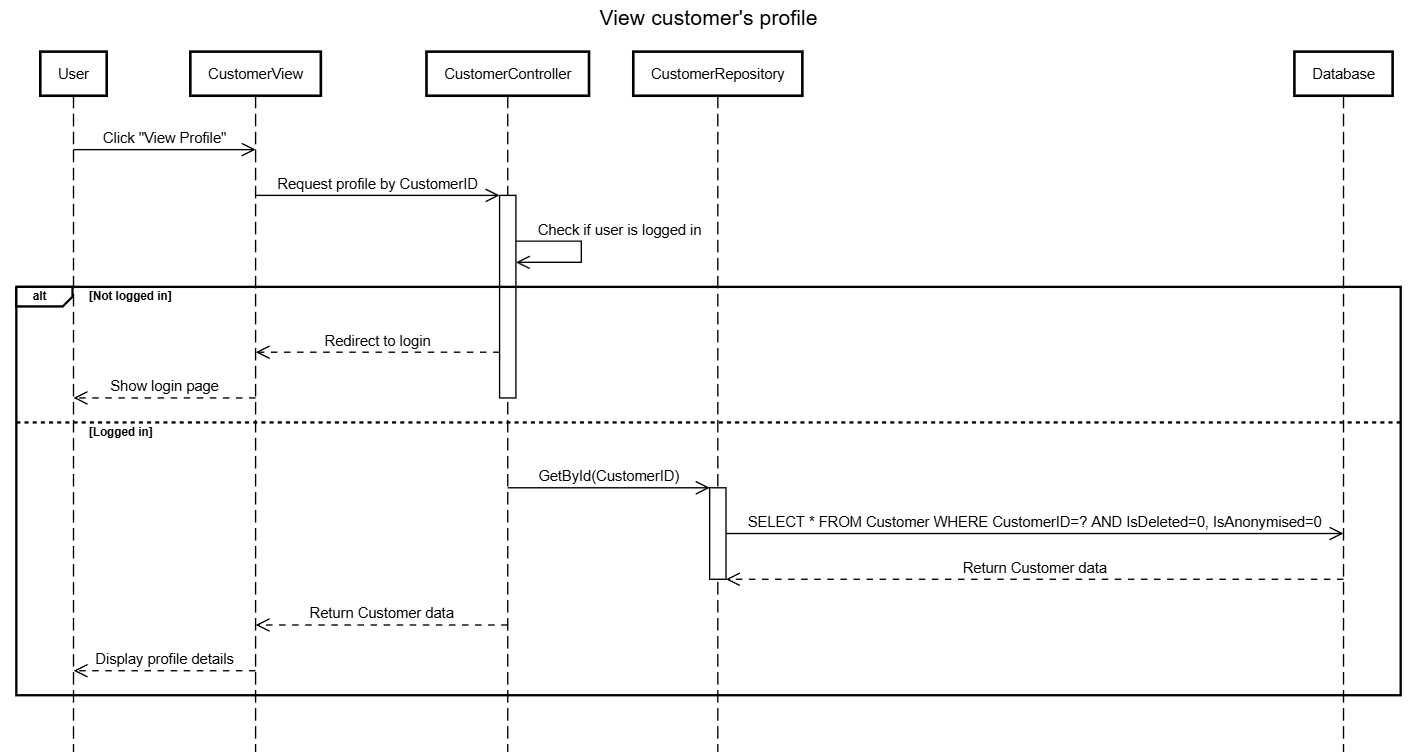 View customer's profile
User
CustomerView
CustomerController
CustomerRepository
Database
Click "View Profile"
Request profile by CustomerID
Check if user is logged in
alt
[Not logged in]
Redirect to login
Show login page
[Logged in]
GetById(CustomerID)
SELECT * FROM Customer WHERE CustomerID=? AND IsDeleted=0, IsAnonymised=0
Return Customer data
Return Customer data
Display profile details